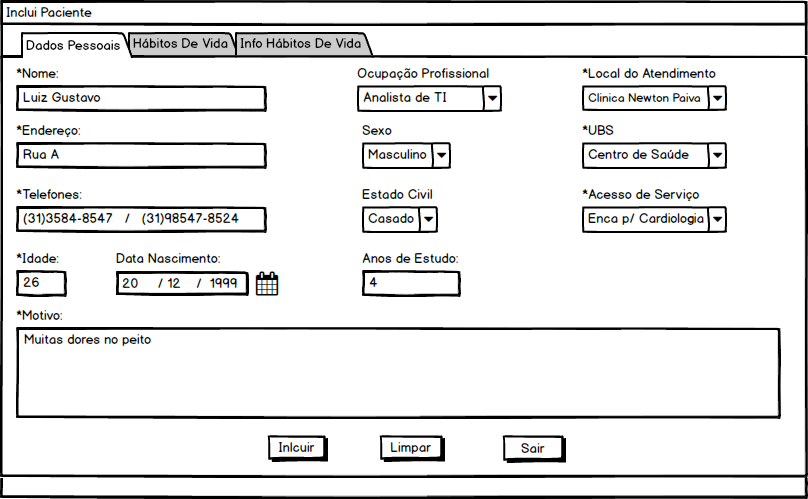 Inclui Paciente
Dados Pessoais Hábitos De Vida Info Hábitos De Vida
*Nome: Ocupação Profissional *Local do Atendimento
Luiz Gustavo Analista de TI Clinica Newton Paiva
*Endereço: Sexo *UBS
Rua A Masculino Centro de Saúde
*Telefones: Estado Civil *Acesso de Serviço
(31)3584-8547 / (31)98547-8524 Casado Enca p/ Cardiologia
*Idade: Data Nascimento: Anos de Estudo:
26 20 / 12 / 1999 4
*Motivo:
Muitas dores no peito
Inlcuir Limpar Sair